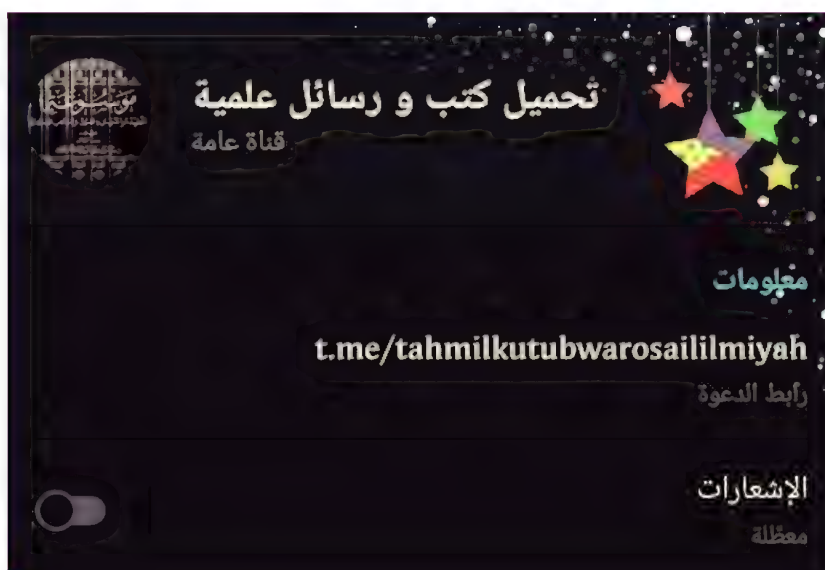 تحميل كتب و رسائل علمية
قناة عامة
معلومات
t.me/tahmilkutubwarosaililmiyah
رابط الدعوة
الإشعارات
معطلة